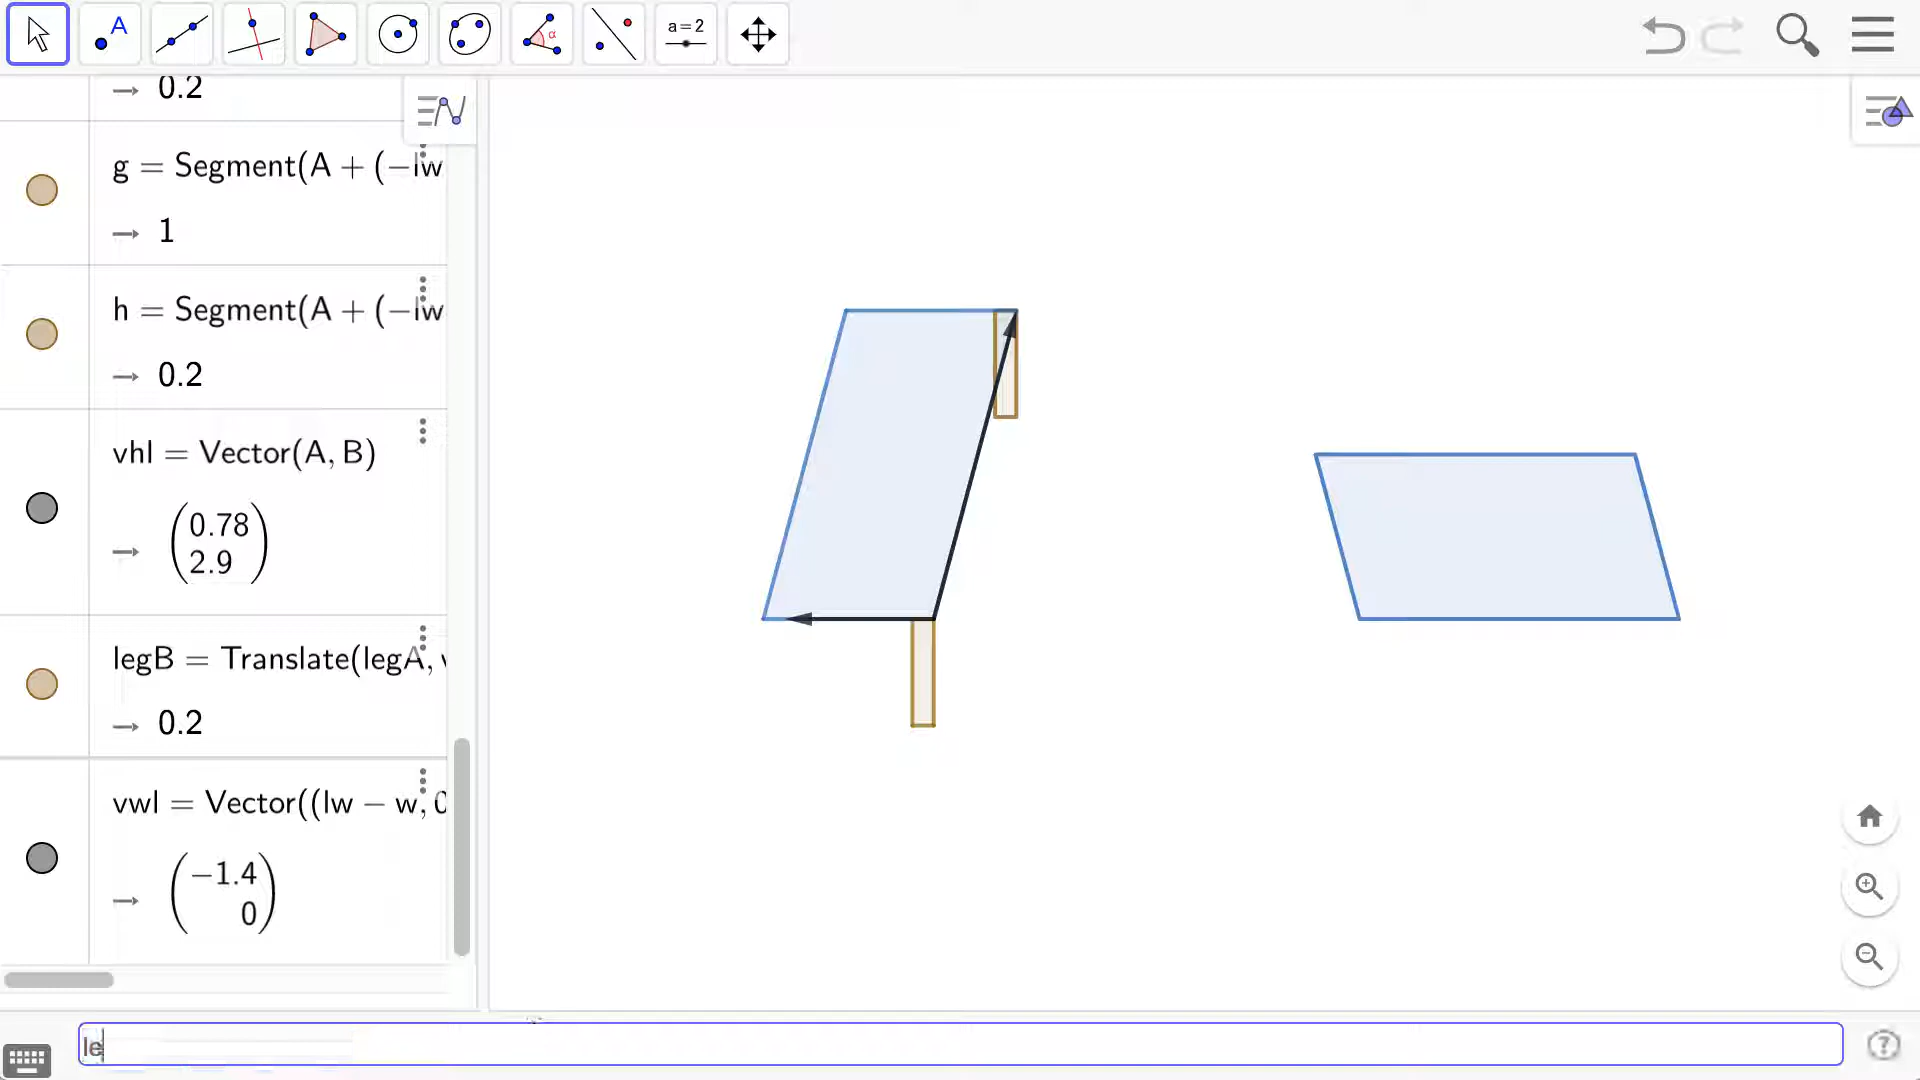 A
α
a = 2
→ 0.2
g = Segment(A + (−lw
→ 1
h = Segment(A + (−lw
→ 0.2
vhl = Vector(A, B)
→ (0.78
2.9)
legB = Translate(legA,
→ 0.2
vwl = Vector((lw − w, 0
→ (−1.4
0)
le
?